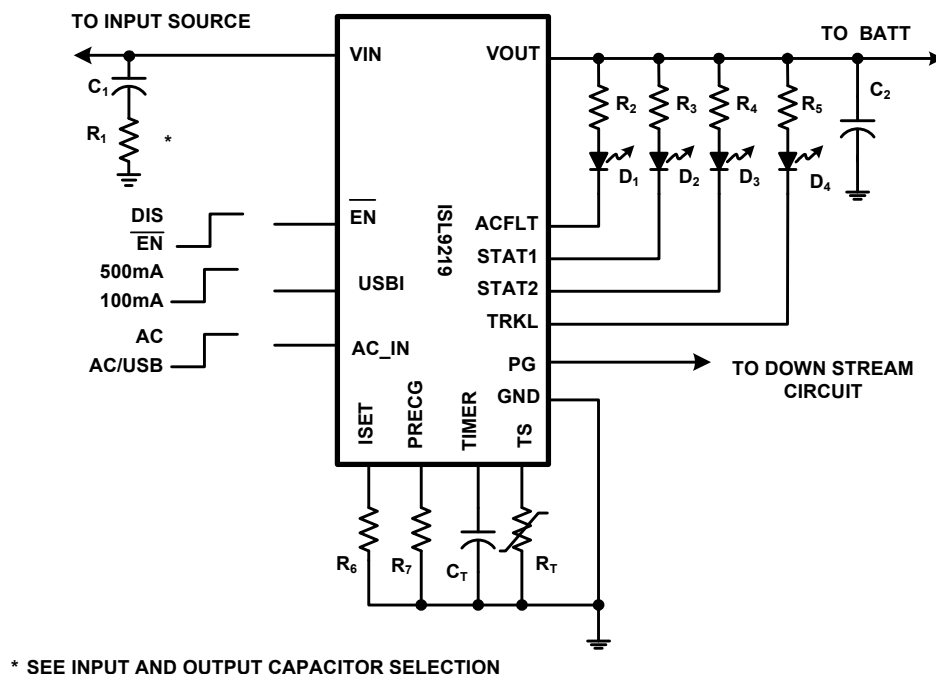 TO INPUT SOURCE
TO BATT
VIN
VOUT
C1
R1
*
R2
R3
R4
R5
C2
D1
D2
D3
D4
DIS
EN
EN
ISL9219
ACFLT
STAT1
500mA
100mA
USBI
STAT2
TRKL
AC
AC/USB
AC_IN
PG
TO DOWN STREAM
CIRCUIT
GND
ISET
PRECG
TIMER
TS
R6
R7
CT
RT
* SEE INPUT AND OUTPUT CAPACITOR SELECTION